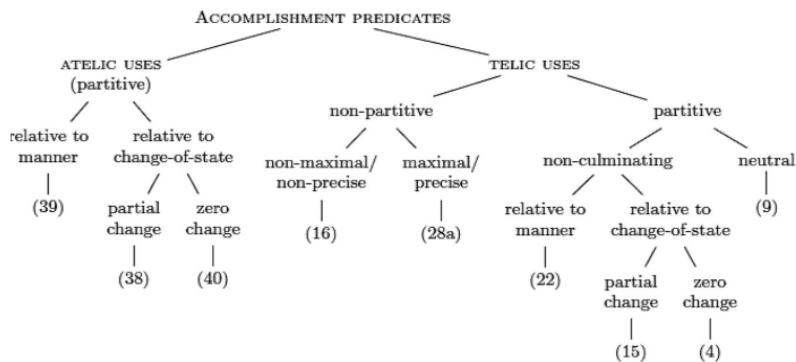 ACCOMPLISHMENT PREDICATES
ATELIC USES
(partitive)
TELIC USES
non-partitive
partitive
relative to
manner
relative to
change-of-state
non-maximal/
non-precise
maximal/
precise
non-culminating
neutral
(39)
partial
change
zero
change
(16)
(28a)
relative to
manner
relative to
change-of-state
(9)
(38)
(40)
(22)
partial
change
zero
change
(15)
(4)